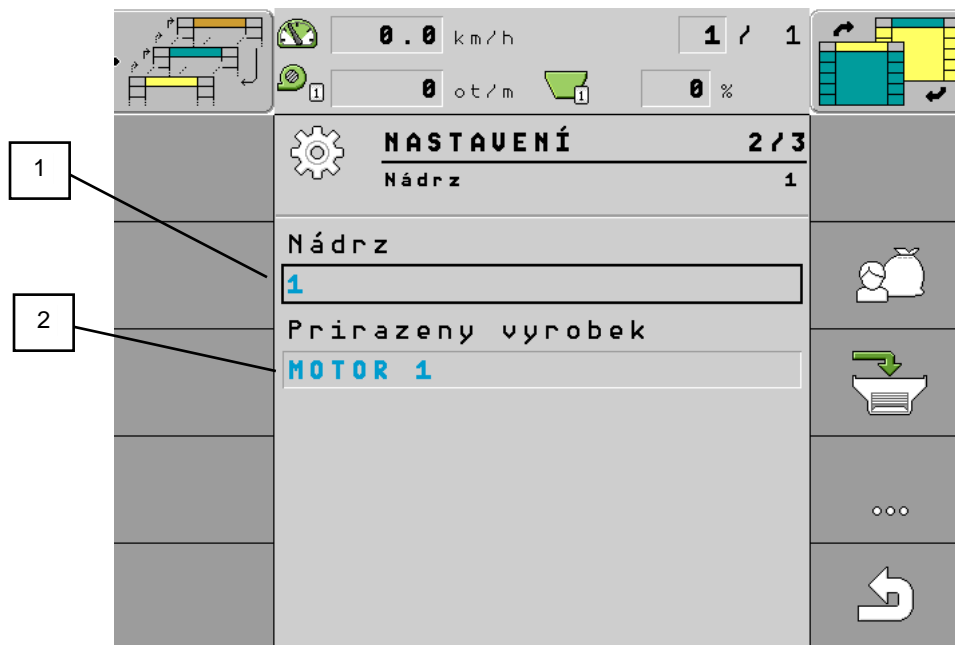 0.0 km/h 1 / 1
1 0 ot/m 1 0 %
NASTAVENÍ 2/3
Nádrz 1
1
Nádrz
1
2
Prirazeny vyrobek
MOTOR 1